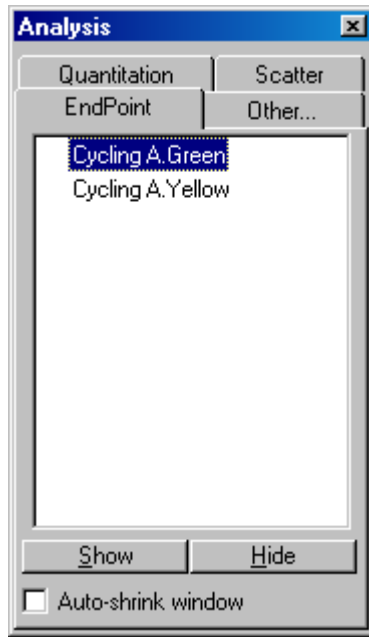 Analysis
Quantitation Scatter
EndPoint Other...
Cycling A.Green
Cycling A.Yellow
Show Hide
Auto-shrink window